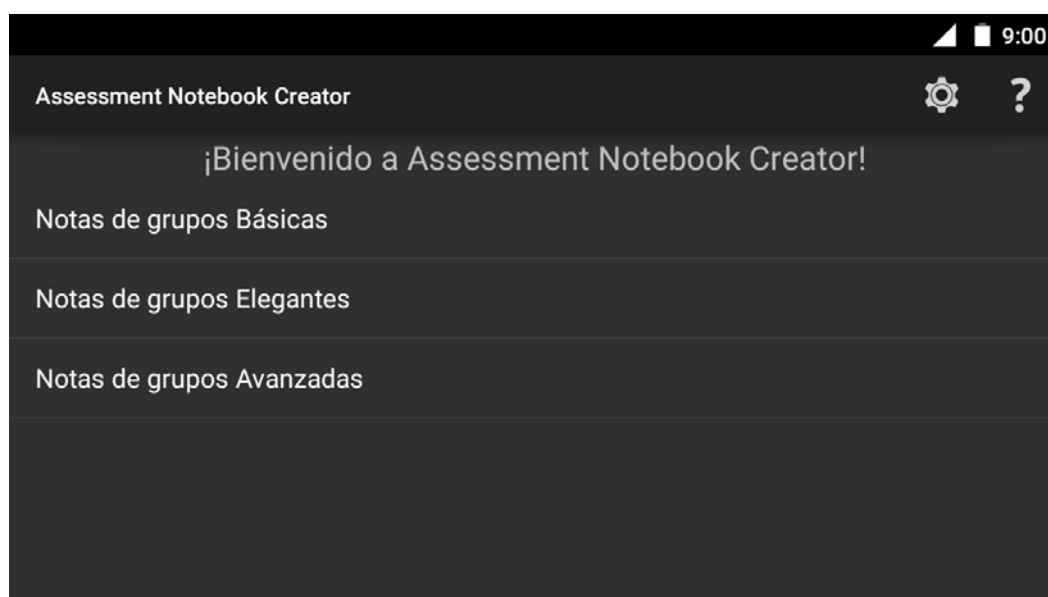 9:00
Assessment Notebook Creator
¡Bienvenido a Assessment Notebook Creator!
Notas de grupos Básicas
Notas de grupos Elegantes
Notas de grupos Avanzadas